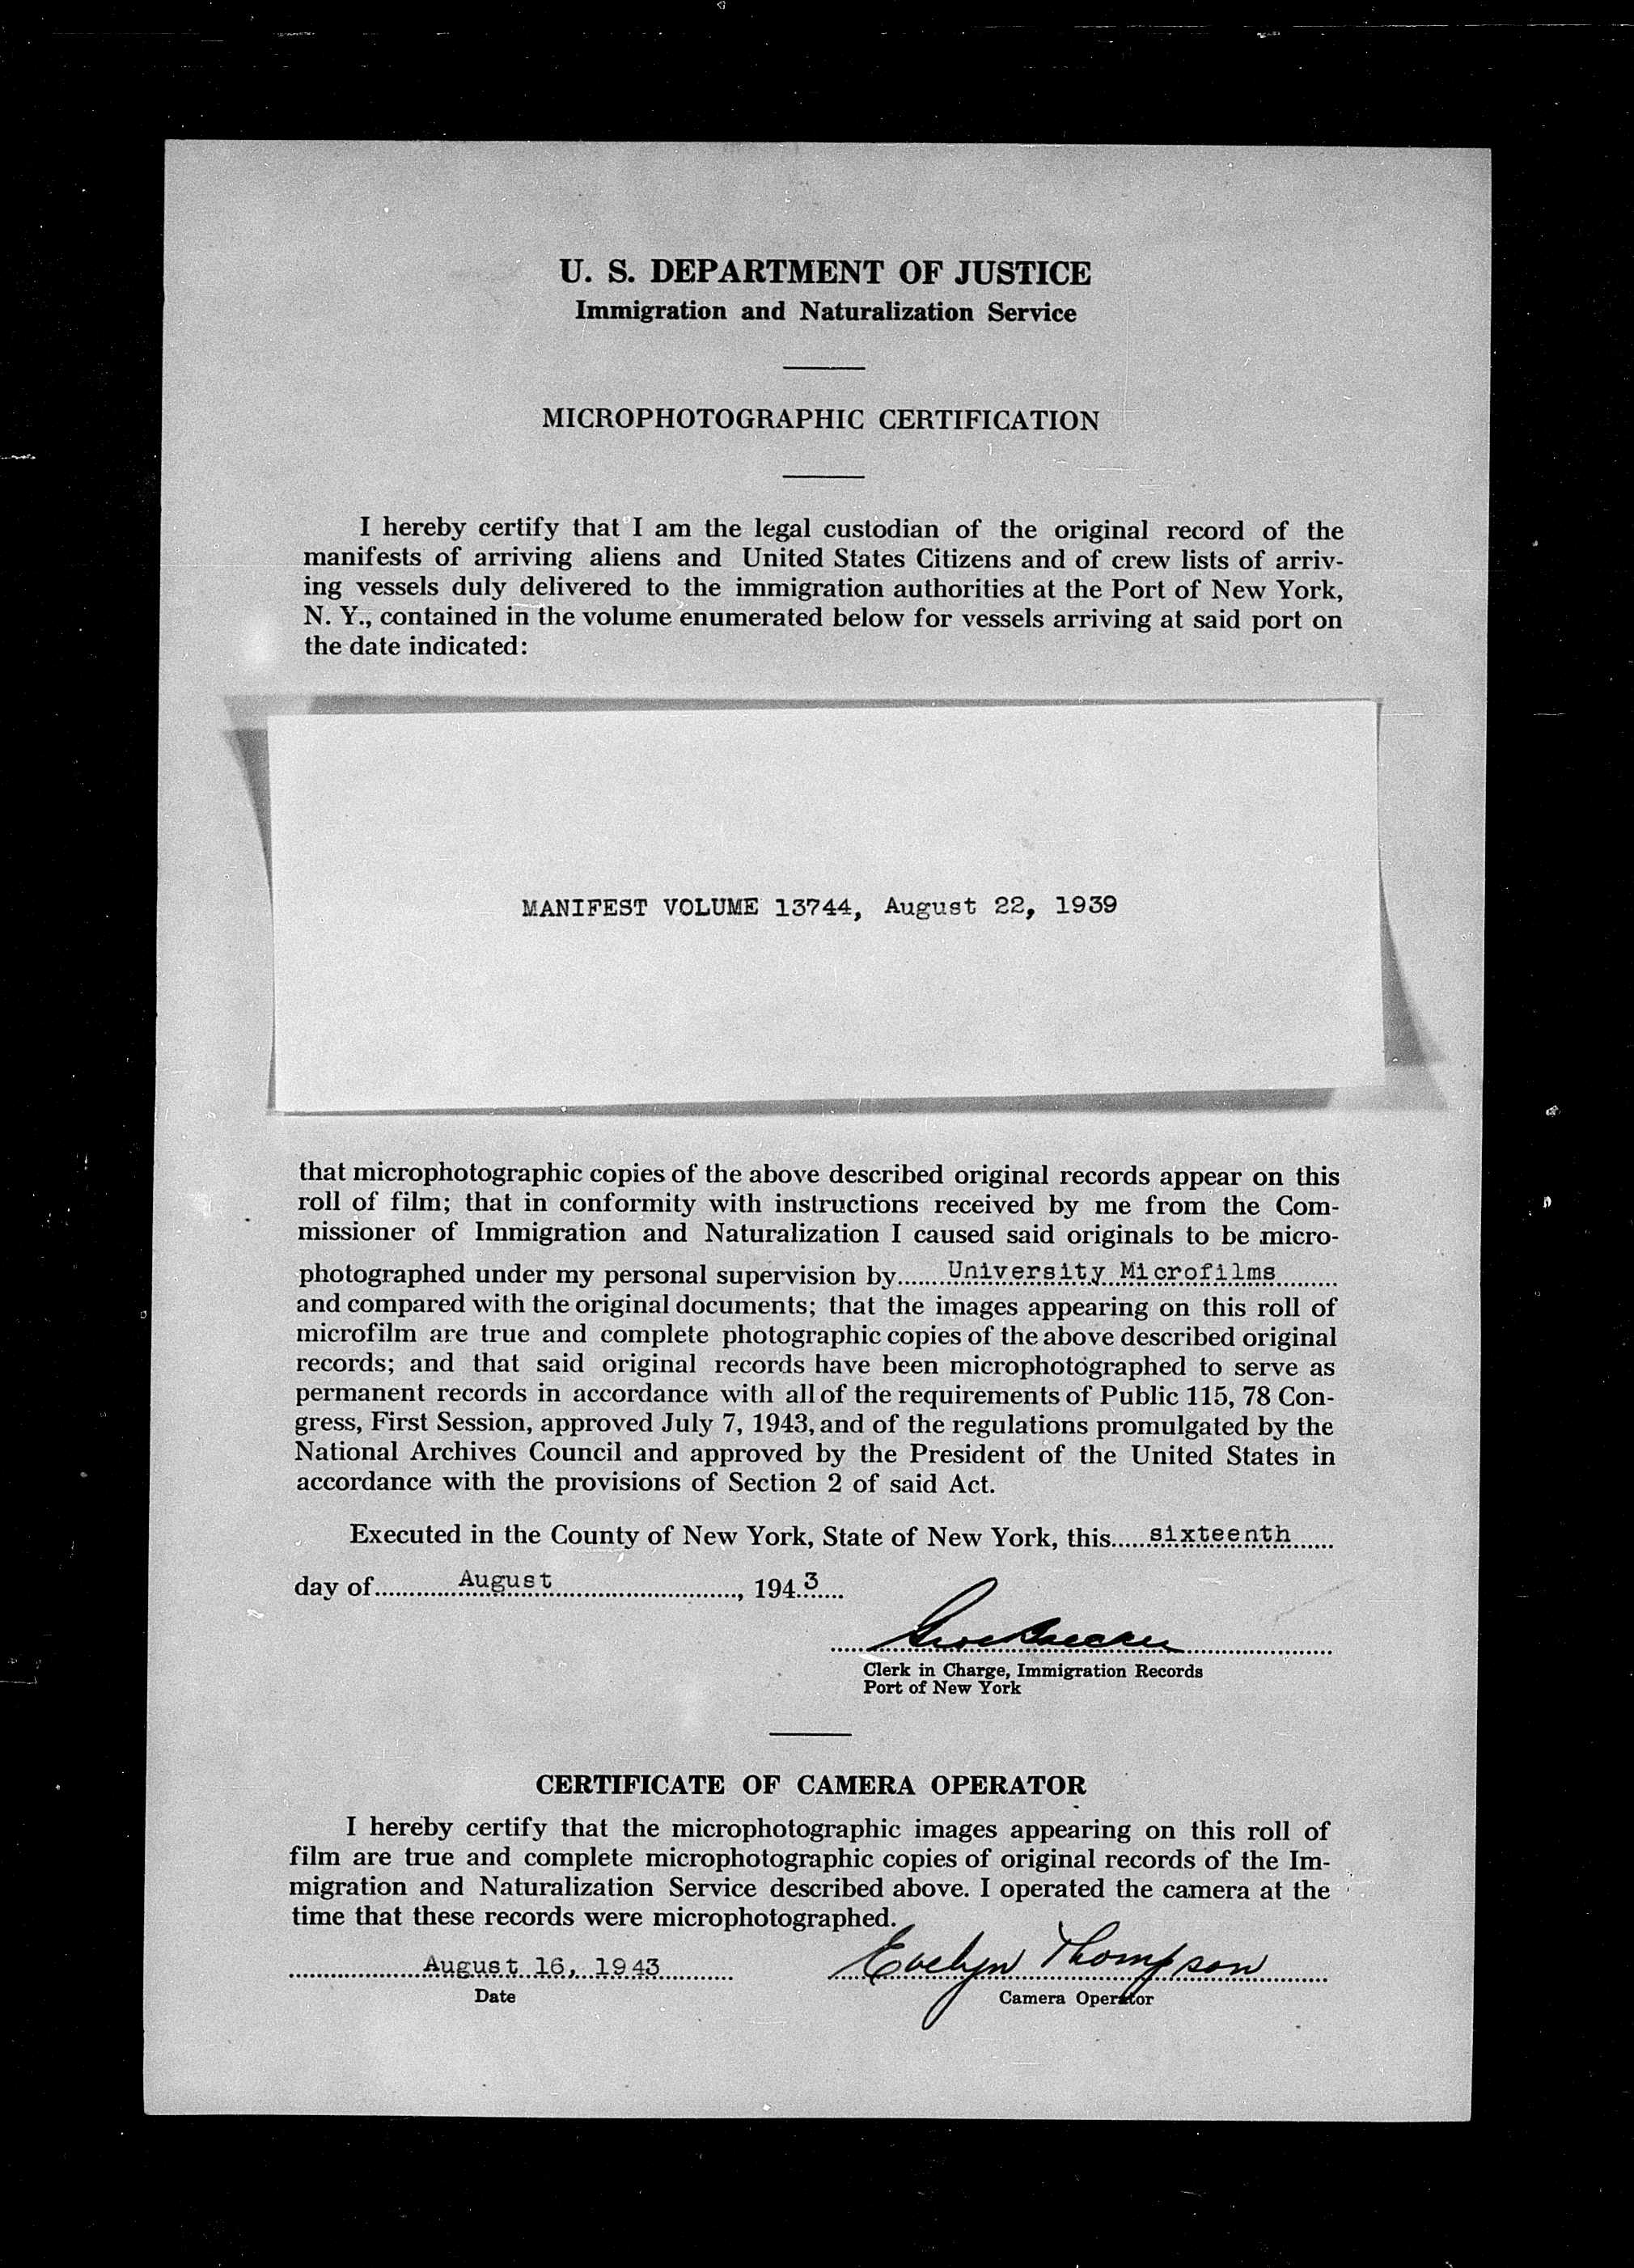 U. S. DEPARTMENT OF JUSTICE
Immigration and Naturalization Service
MICROPHOTOGRAPHIC CERTIFICATION
I hereby certify that I am the legal custodian of the original record of the
manifests of arriving aliens and United States Citizens and of crew lists of arriv-
ing vessels duly delivered to the immigration authorities at the Port of New York,
N. Y., contained in the volume enumerated below for vessels arriving at said port on
the date indicated:
MANIFEST VOLUME 13744, August 22, 1939
that microphotographic copies of the above described original records appear on this
roll of film; that in conformity with instructions received by me from the Com-
missioner of Immigration and Naturalization I caused said originals to be micro-
photographed under my personal supervision by University Microfilms
and compared with the original documents; that the images appearing on this roll of
microfilm are true and complete photographic copies of the above described original
records; and that said original records have been microphotographed to serve as
permanent records in accordance with all of the requirements of Public 115, 78 Con-
gress, First Session, approved July 7, 1943, and of the regulations promulgated by the
National Archives Council and approved by the President of the United States in
accordance with the provisions of Section 2 of said Act.
Executed in the County of New York, State of New York, this sixteenth
day of August, 1943
Clerk in Charge, Immigration Records
Port of New York
CERTIFICATE OF CAMERA OPERATOR
I hereby certify that the microphotographic images appearing on this roll of
film are true and complete microphotographic copies of original records of the Im-
migration and Naturalization Service described above. I operated the camera at the
time that these records were microphotographed.
August 16, 1943 Evelyn Thompson
Date Camera Operator